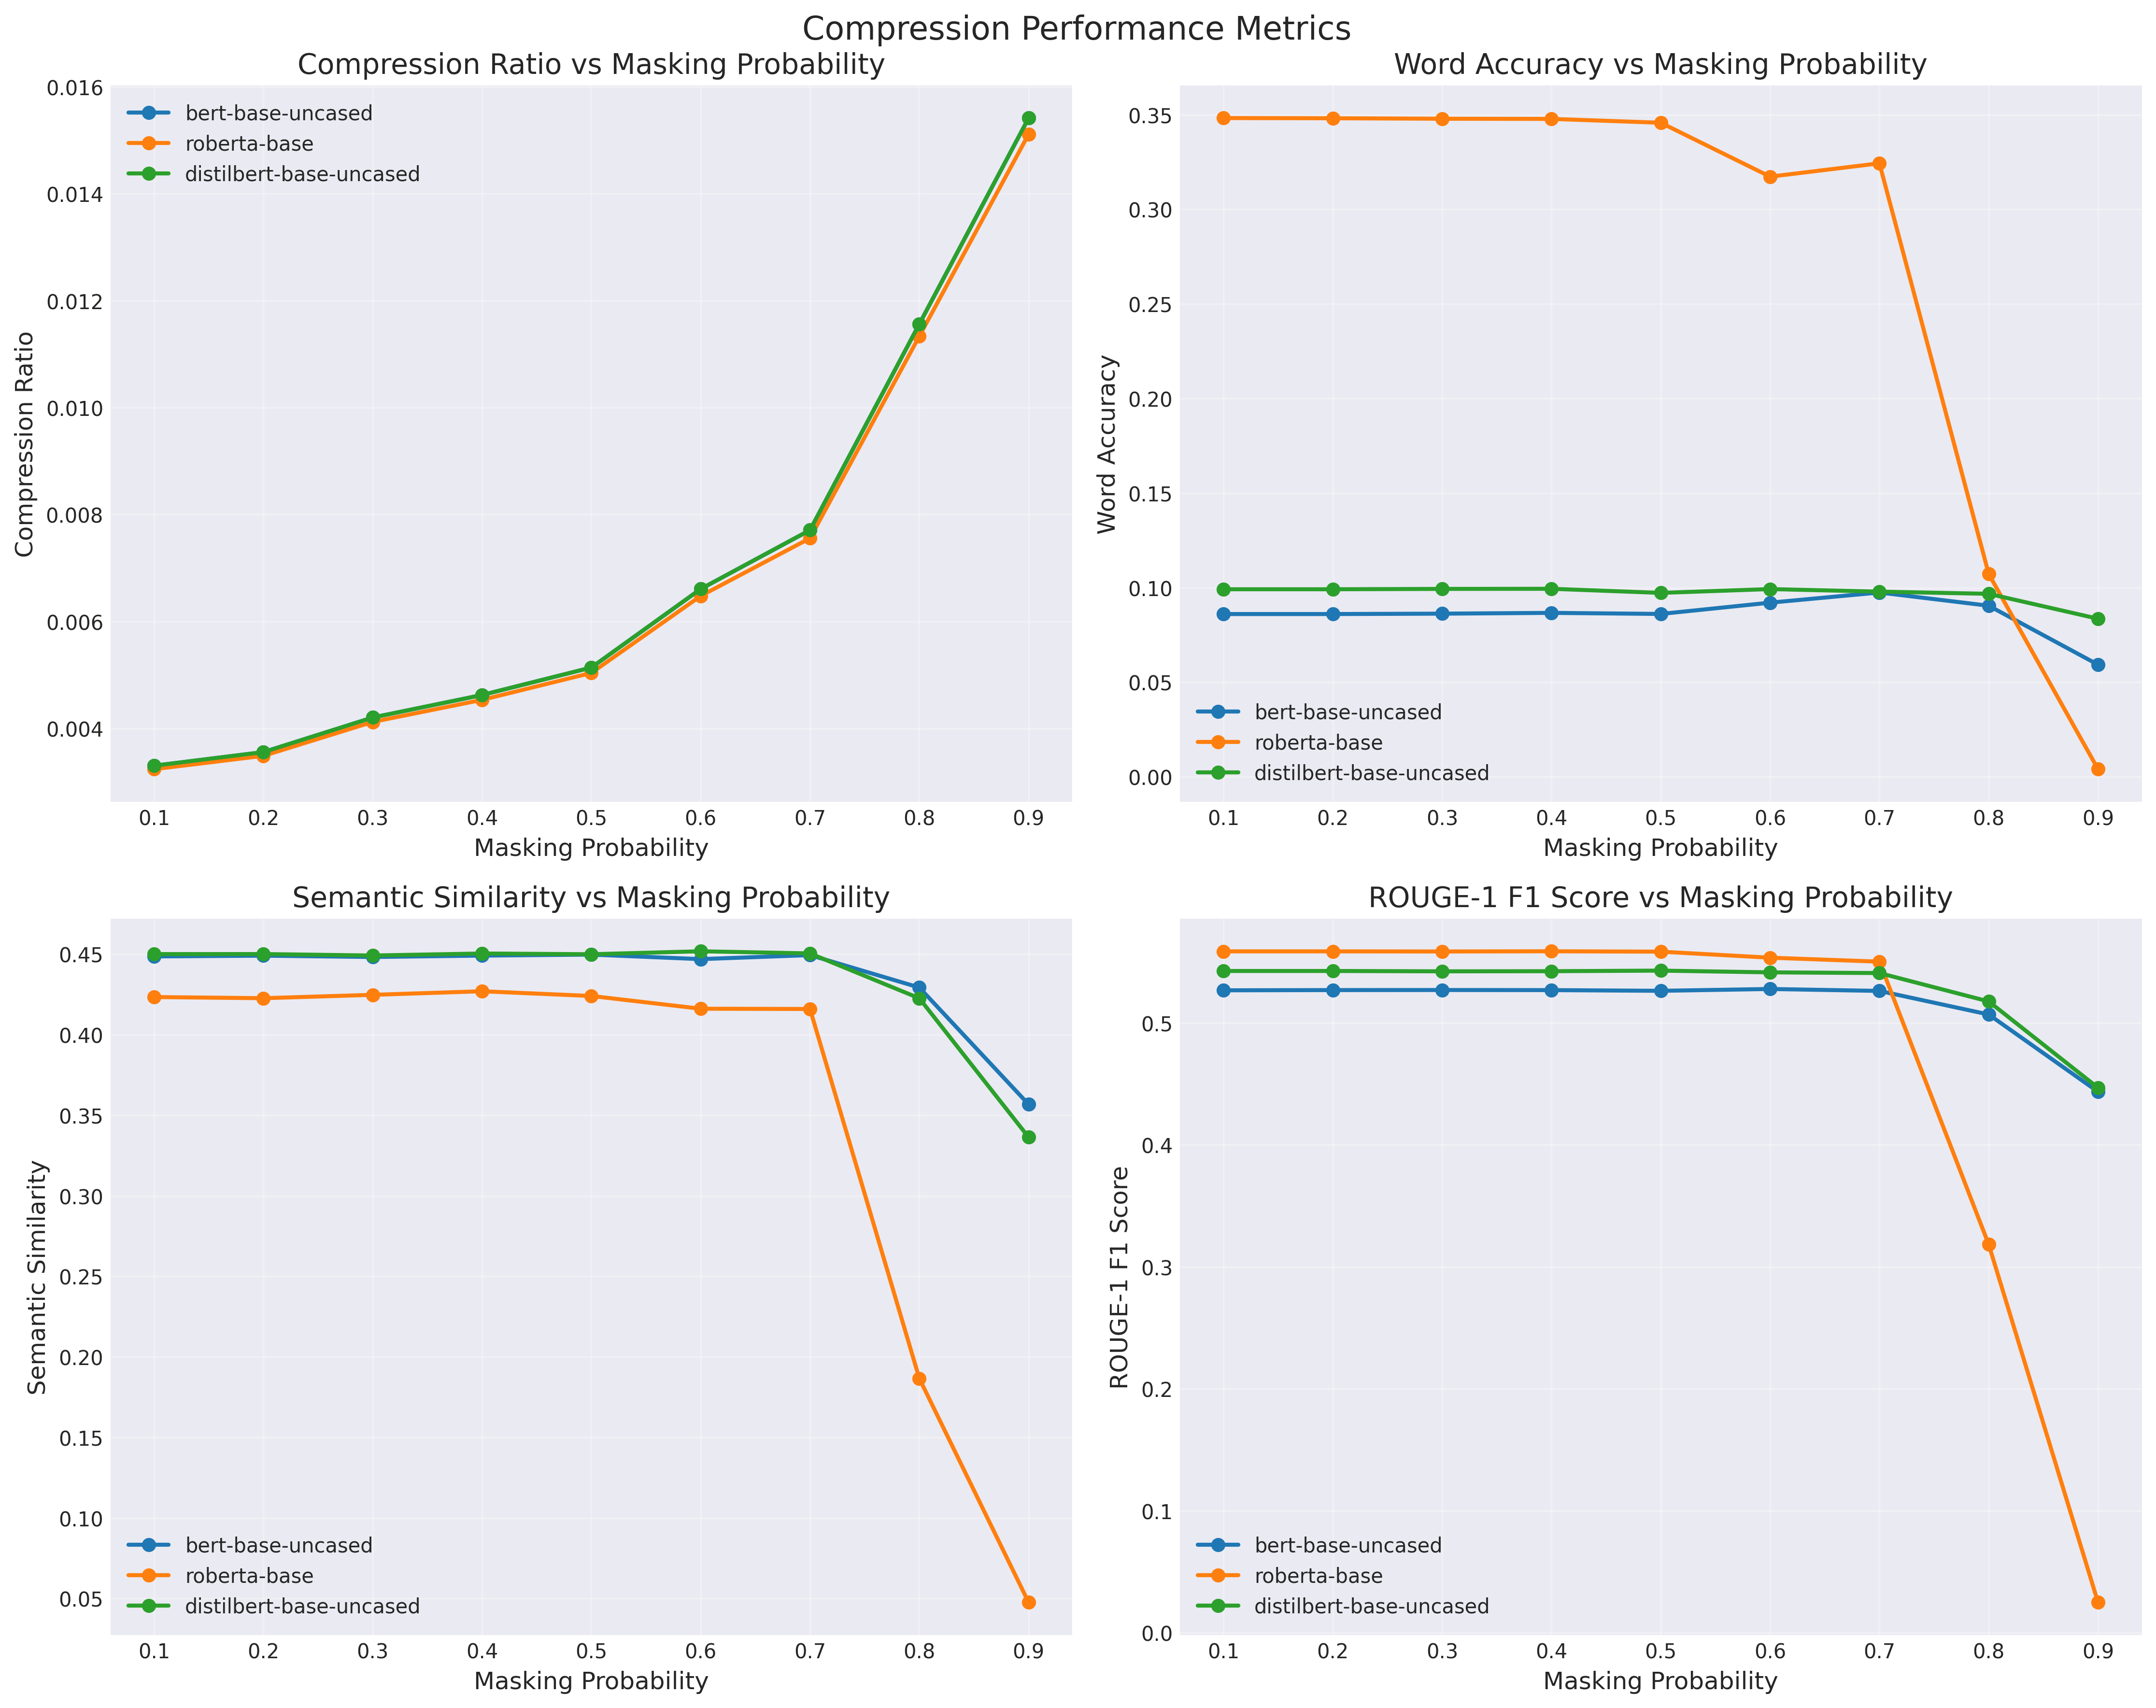 Compression Performance Metrics
Compression Ratio vs Masking Probability
0.016
0.014
0.012
0.010
0.008
0.006
0.004
Compression Ratio
bert-base-uncased
roberta-base
distilbert-base-uncased
0.1 0.2 0.3 0.4 0.5 0.6 0.7 0.8 0.9
Masking Probability
Word Accuracy vs Masking Probability
0.35
0.30
0.25
0.20
0.15
0.10
0.05
0.00
Word Accuracy
bert-base-uncased
roberta-base
distilbert-base-uncased
0.1 0.2 0.3 0.4 0.5 0.6 0.7 0.8 0.9
Masking Probability
Semantic Similarity vs Masking Probability
0.45
0.40
0.35
0.30
0.25
0.20
0.15
0.10
0.05
Semantic Similarity
bert-base-uncased
roberta-base
distilbert-base-uncased
0.1 0.2 0.3 0.4 0.5 0.6 0.7 0.8 0.9
Masking Probability
ROUGE-1 F1 Score vs Masking Probability
0.5
0.4
0.3
0.2
0.1
0.0
ROUGE-1 F1 Score
bert-base-uncased
roberta-base
distilbert-base-uncased
0.1 0.2 0.3 0.4 0.5 0.6 0.7 0.8 0.9
Masking Probability